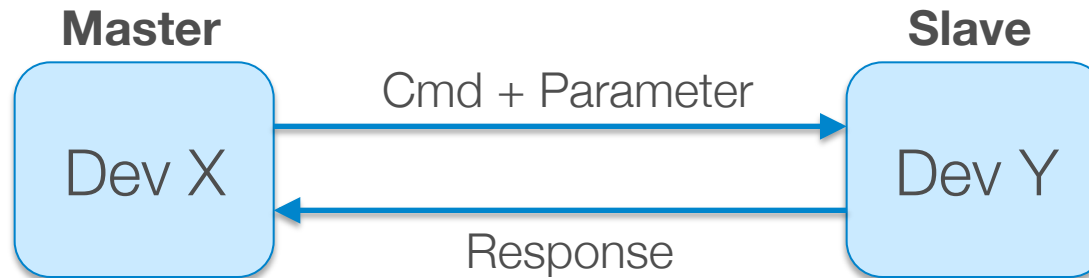 Master
Slave
Cmd + Parameter
Dev X
Dev Y
Response